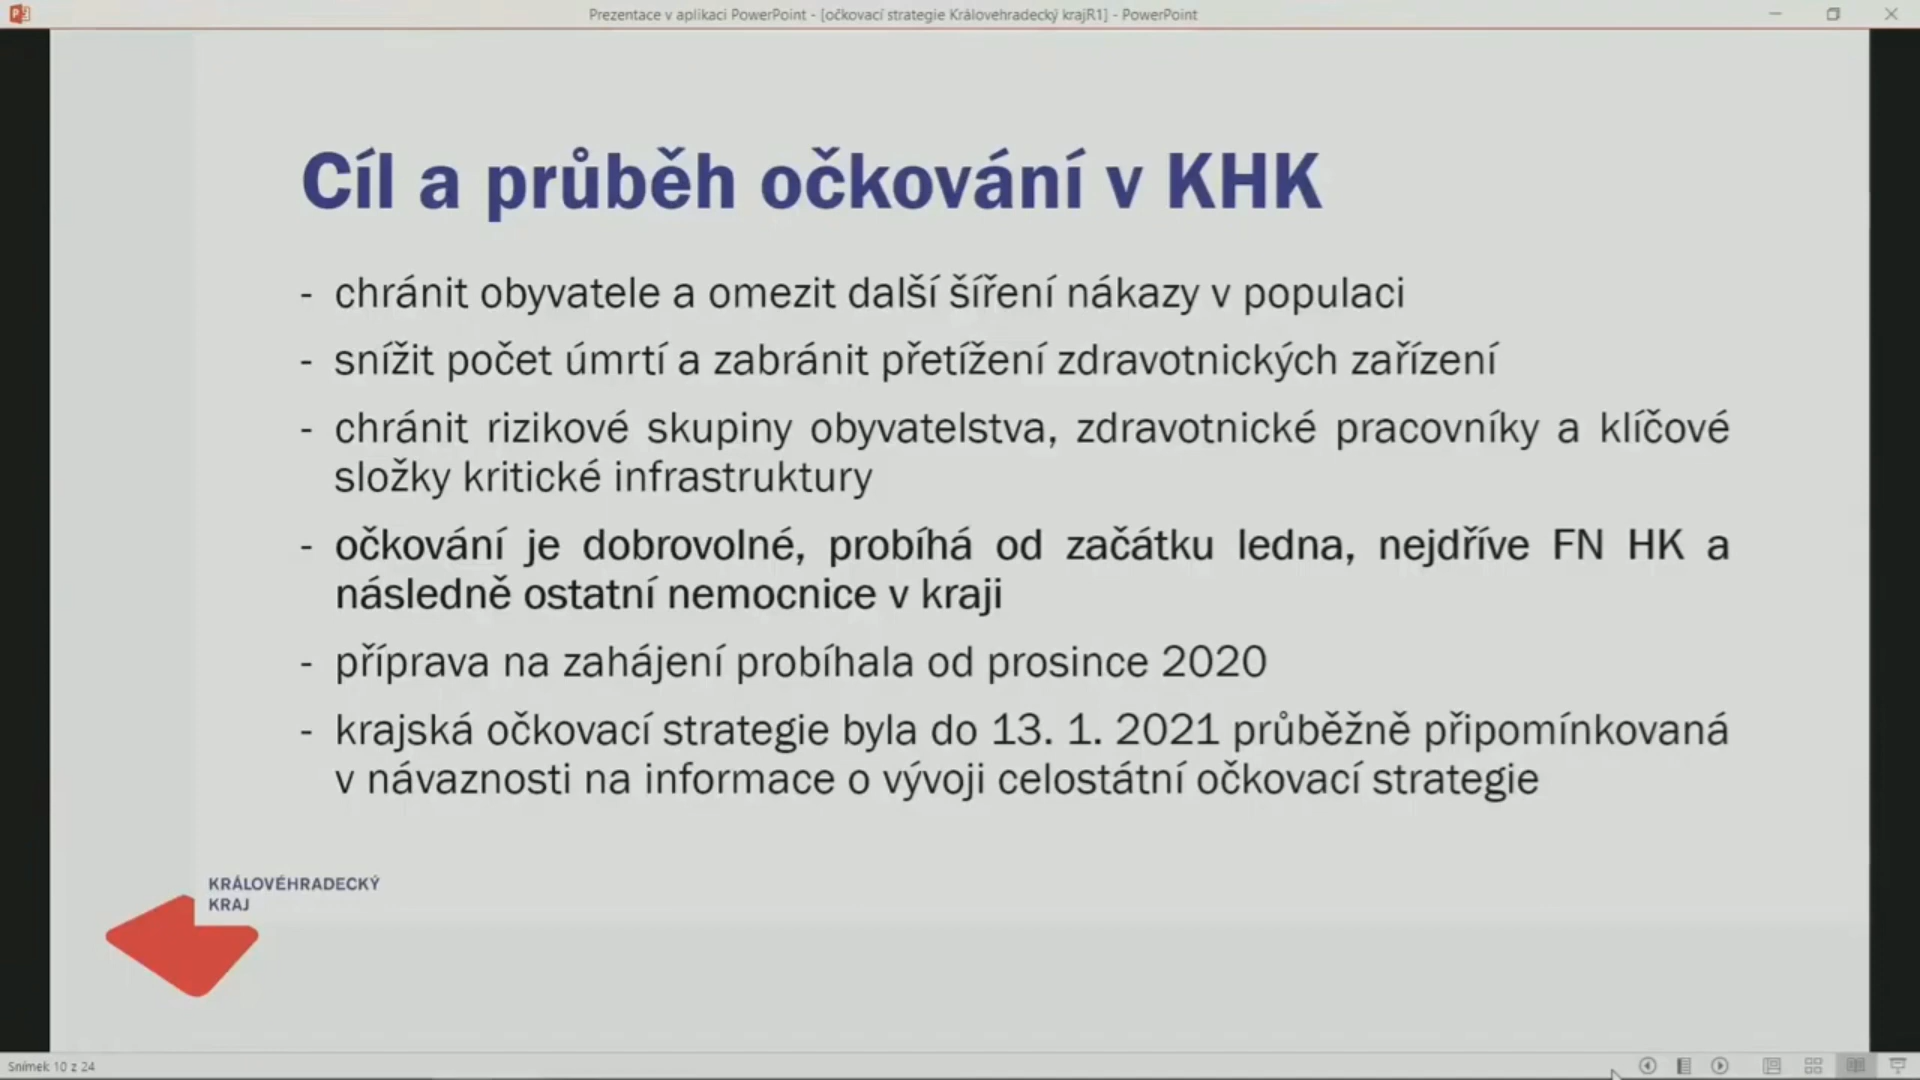 Prezentace v aplikaci PowerPoint - [očkovací strategie Královehradecký krajR1] - PowerPoint
Cíl a průběh očkování v KHK
- chránit obyvatele a omezit další šíření nákazy v populaci
- snížit počet úmrtí a zabránit přetížení zdravotnických zařízení
- chránit rizikové skupiny obyvatelstva, zdravotnické pracovníky a klíčové
složky kritické infrastruktury
- očkování je dobrovolné, probíhá od začátku ledna, nejdříve FN HK a
následně ostatní nemocnice v kraji
- příprava na zahájení probíhala od prosince 2020
- krajská očkovací strategie byla do 13. 1. 2021 průběžně připomínkovaná
v návaznosti na informace o vývoji celostátní očkovací strategie
KRÁLOVÉHRADECKÝ
KRAJ
Snímek 10 z 24